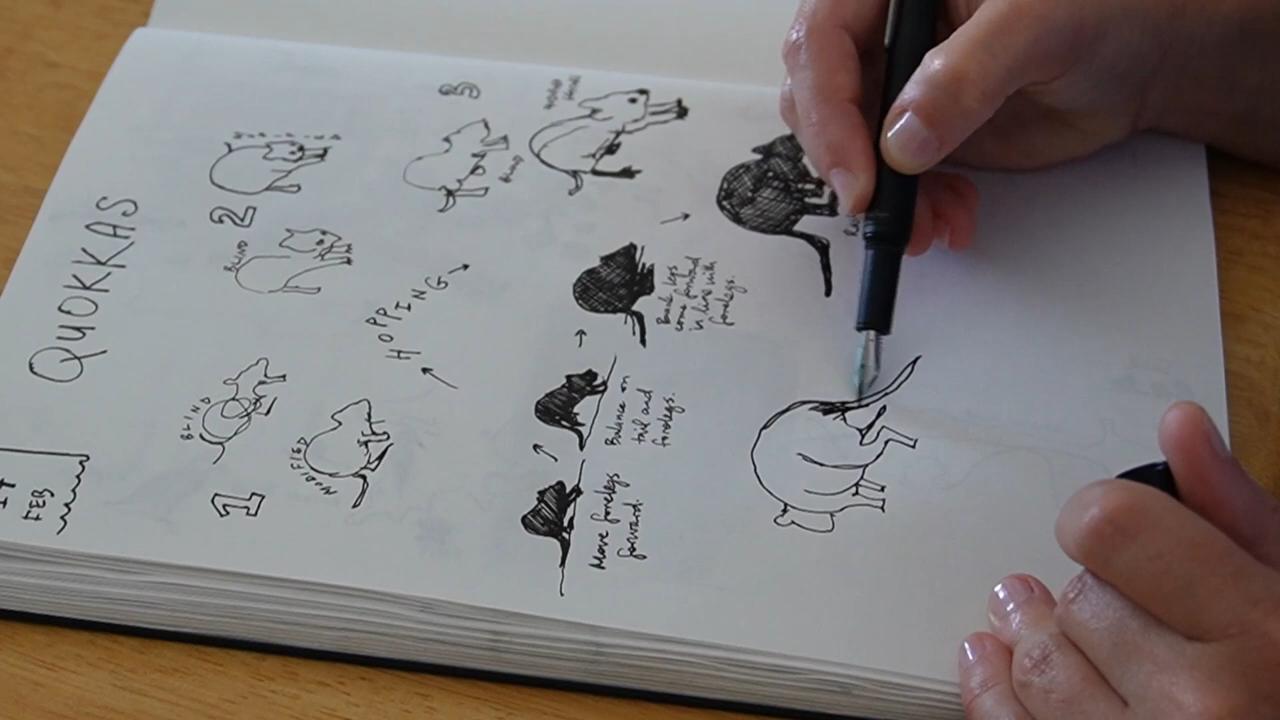 QUOKKAS
FEB
1
BLIND
MODIFIED
2
BLIND
3
BLIND
HOPPING
Move forelegs
forward.
Balance on
tail and
forelegs.
Back legs
come forward
in line with
forelegs.